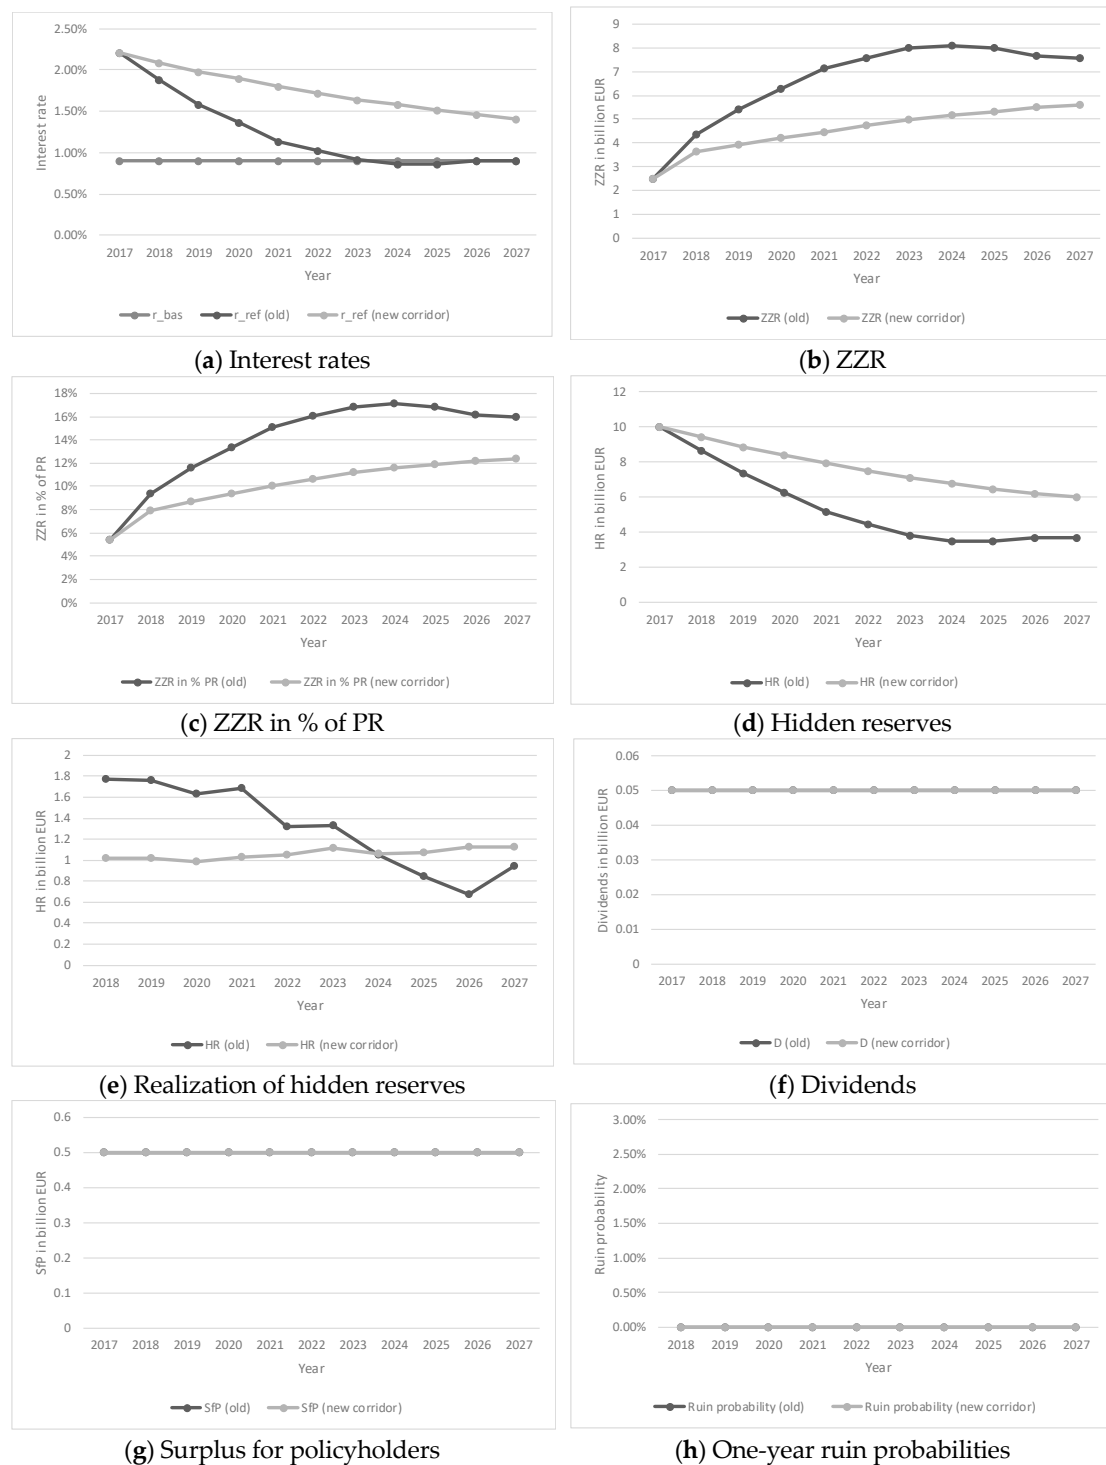 2.50%
2.00%
1.50%
1.00%
0.50%
0.00%
Interest rate
2017 2018 2019 2020 2021 2022 2023 2024 2025 2026 2027
Year
r_bas r_ref (old) r_ref (new corridor)
(a) Interest rates
9
8
7
6
5
4
3
2
1
0
ZZR in billion EUR
2017 2018 2019 2020 2021 2022 2023 2024 2025 2026 2027
Year
ZZR (old) ZZR (new corridor)
(b) ZZR
18%
16%
14%
12%
10%
8%
6%
4%
2%
0%
ZZR in % of PR
2017 2018 2019 2020 2021 2022 2023 2024 2025 2026 2027
Year
ZZR in % PR (old) ZZR in % PR (new corridor)
(c) ZZR in % of PR
12
10
8
6
4
2
0
HR in billion EUR
2017 2018 2019 2020 2021 2022 2023 2024 2025 2026 2027
Year
HR (old) HR (new corridor)
(d) Hidden reserves
2
1.8
1.6
1.4
1.2
1
0.8
0.6
0.4
0.2
0
HR in billion EUR
2018 2019 2020 2021 2022 2023 2024 2025 2026 2027
Year
HR (old) HR (new corridor)
(e) Realization of hidden reserves
0.06
0.05
0.04
0.03
0.02
0.01
0
Dividends in billion EUR
2017 2018 2019 2020 2021 2022 2023 2024 2025 2026 2027
Year
D (old) D (new corridor)
(f) Dividends
0.6
0.5
0.4
0.3
0.2
0.1
0
SfP in billion EUR
2017 2018 2019 2020 2021 2022 2023 2024 2025 2026 2027
Year
SfP (old) SfP (new corridor)
(g) Surplus for policyholders
3.00%
2.50%
2.00%
1.50%
1.00%
0.50%
0.00%
Ruin probability
2018 2019 2020 2021 2022 2023 2024 2025 2026 2027
Year
Ruin probability (old) Ruin probability (new corridor)
(h) One-year ruin probabilities